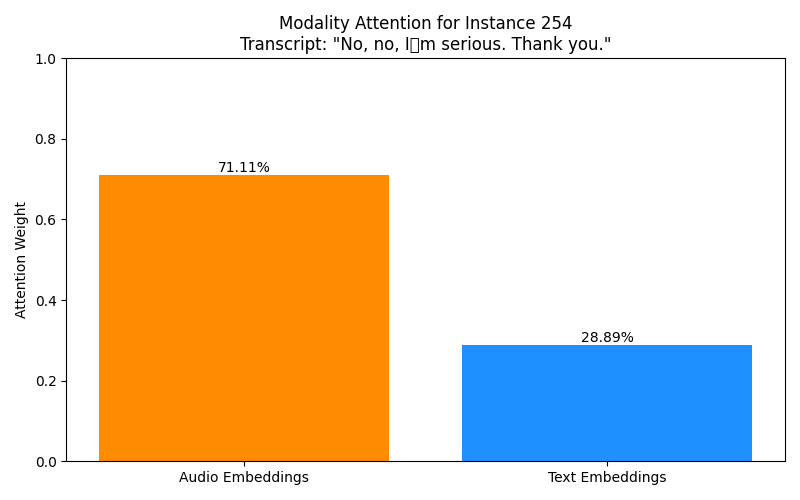 Modality Attention for Instance 254
Transcript: "No, no, I▯m serious. Thank you."
1.0
71.11%
0.8
0.6
Attention Weight
0.4
28.89%
0.2
0.0
Audio Embeddings Text Embeddings